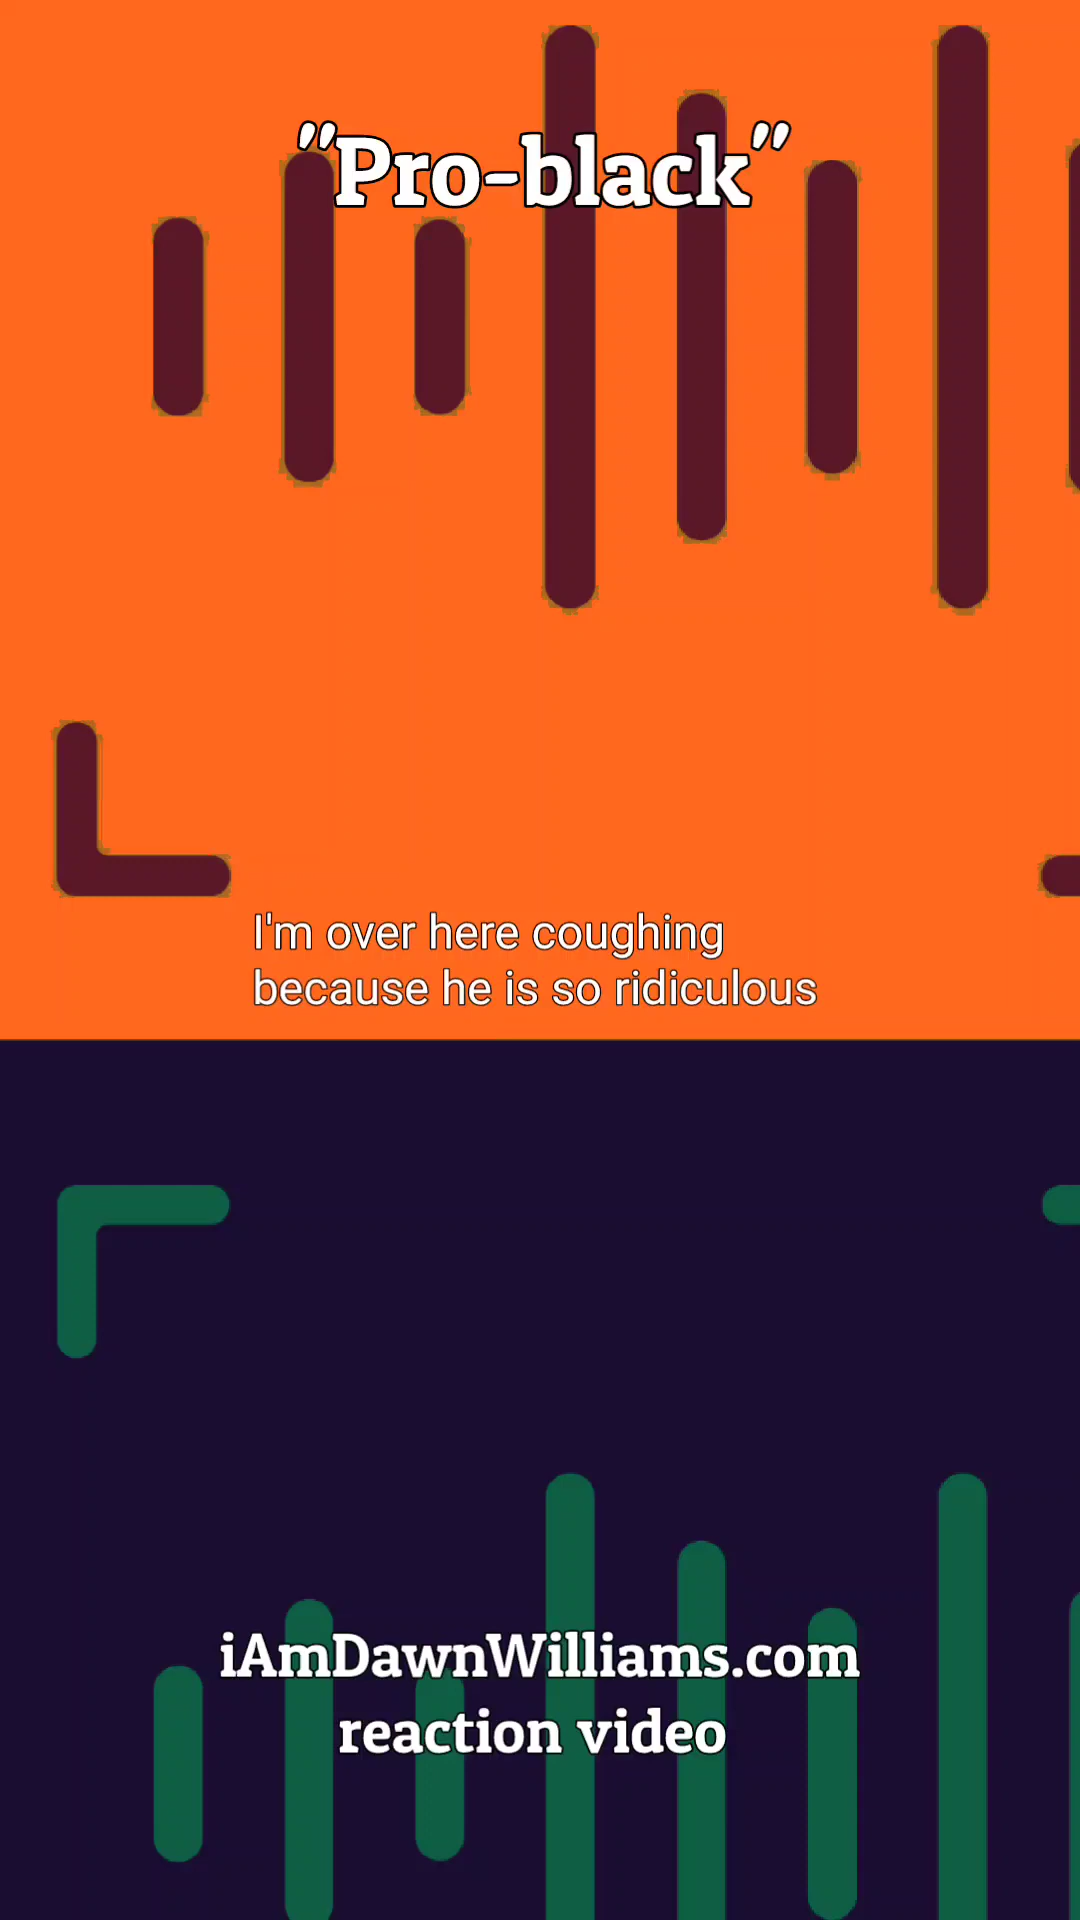 "Pro-black"
I'm over here coughing
because he is so ridiculous
iAmDawnWilliams.com
reaction video